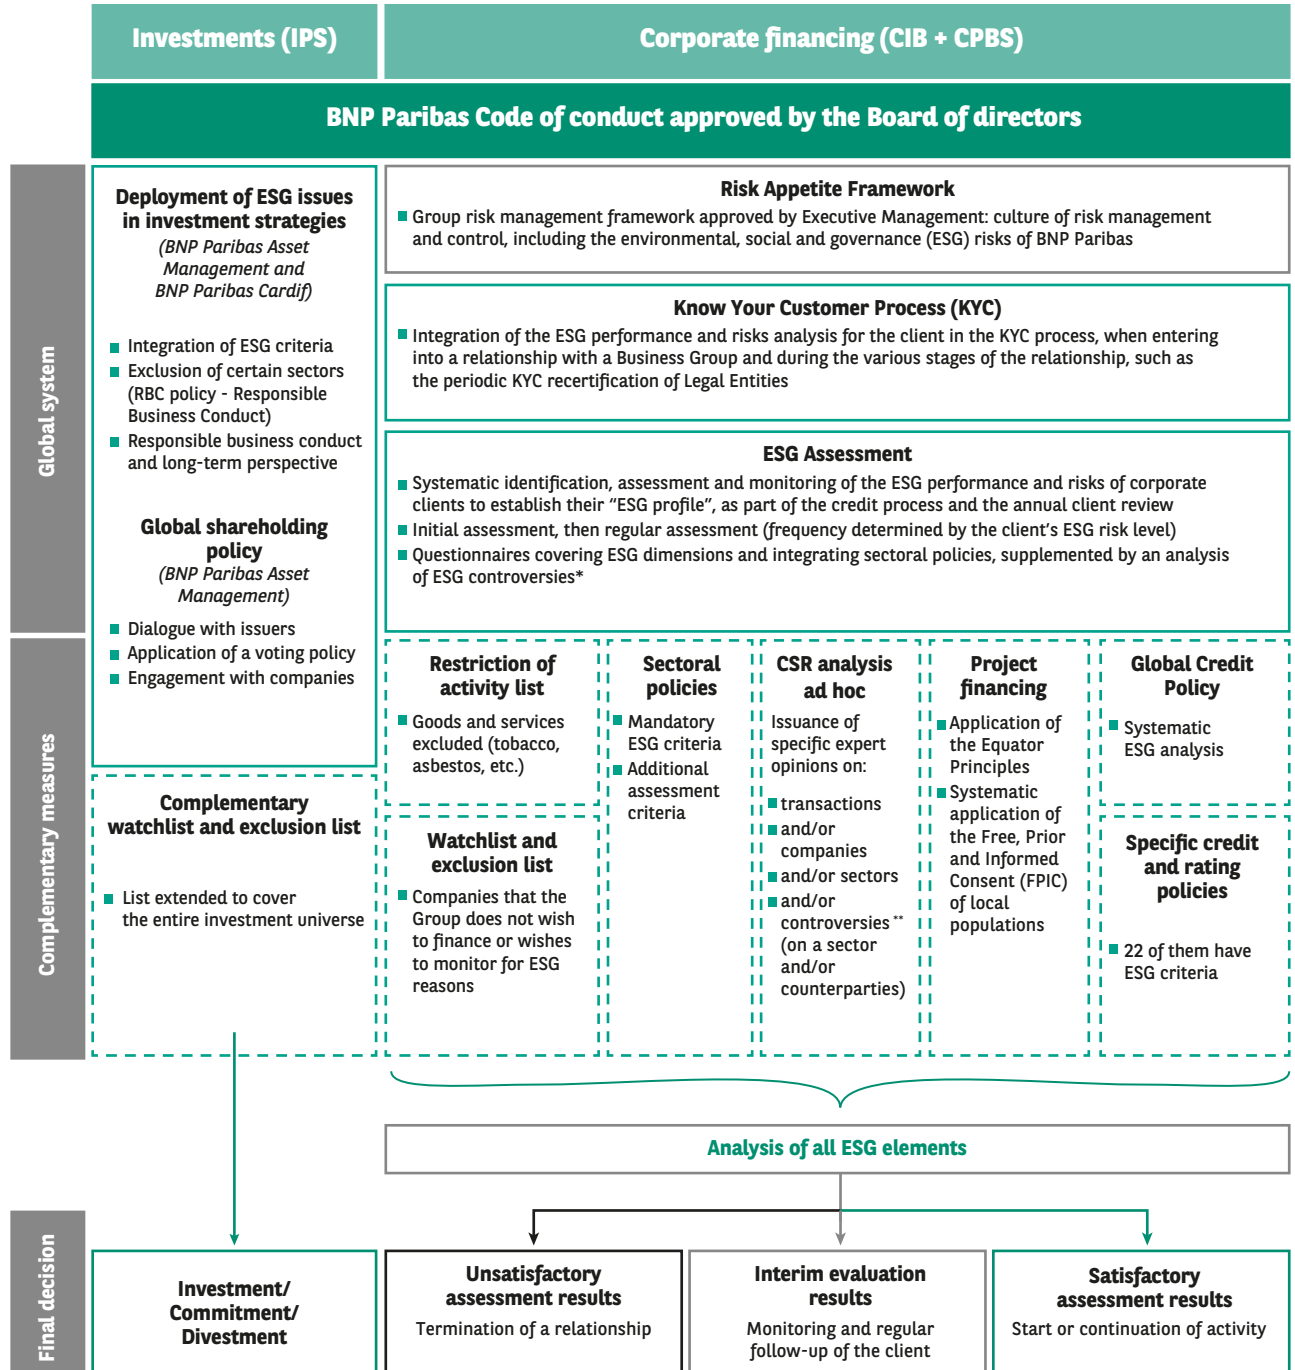 Investments (IPS)
Corporate financing (CIB + CPBS)
BNP Paribas Code of conduct approved by the Board of directors
Global system
Deployment of ESG issues
in investment strategies
(BNP Paribas Asset
Management and
BNP Paribas Cardif)
Integration of ESG criteria
Exclusion of certain sectors
(RBC policy - Responsible
Business Conduct)
Responsible business conduct
and long-term perspective
Global shareholding
policy
(BNP Paribas Asset
Management)
Dialogue with issuers
Application of a voting policy
Engagement with companies
Risk Appetite Framework
Group risk management framework approved by Executive Management: culture of risk management
and control, including the environmental, social and governance (ESG) risks of BNP Paribas
Know Your Customer Process (KYC)
Integration of the ESG performance and risks analysis for the client in the KYC process, when entering
into a relationship with a Business Group and during the various stages of the relationship, such as
the periodic KYC recertification of Legal Entities
ESG Assessment
Systematic identification, assessment and monitoring of the ESG performance and risks of corporate
clients to establish their “ESG profile”, as part of the credit process and the annual client review
Initial assessment, then regular assessment (frequency determined by the client’s ESG risk level)
Questionnaires covering ESG dimensions and integrating sectoral policies, supplemented by an analysis
of ESG controversies*
Complementary measures
Complementary
watchlist and exclusion list
List extended to cover
the entire investment universe
Restriction of
activity list
Goods and services
excluded (tobacco,
asbestos, etc.)
Watchlist and
exclusion list
Companies that the
Group does not wish
to finance or wishes
to monitor for ESG
reasons
Sectoral
policies
Mandatory
ESG criteria
Additional
assessment
criteria
CSR analysis
ad hoc
Issuance of
specific expert
opinions on:
transactions
and/or
companies
and/or sectors
and/or
controversies **
(on a sector
and/or
counterparties)
Project
financing
Application of
the Equator
Principles
Systematic
application of
the Free, Prior
and Informed
Consent (FPIC)
of local
populations
Global Credit
Policy
Systematic
ESG analysis
Specific credit
and rating
policies
22 of them have
ESG criteria
Analysis of all ESG elements
Final decision
Investment/
Commitment/
Divestment
Unsatisfactory
assessment results
Termination of a relationship
Interim evaluation
results
Monitoring and regular
follow-up of the client
Satisfactory
assessment results
Start or continuation of activity